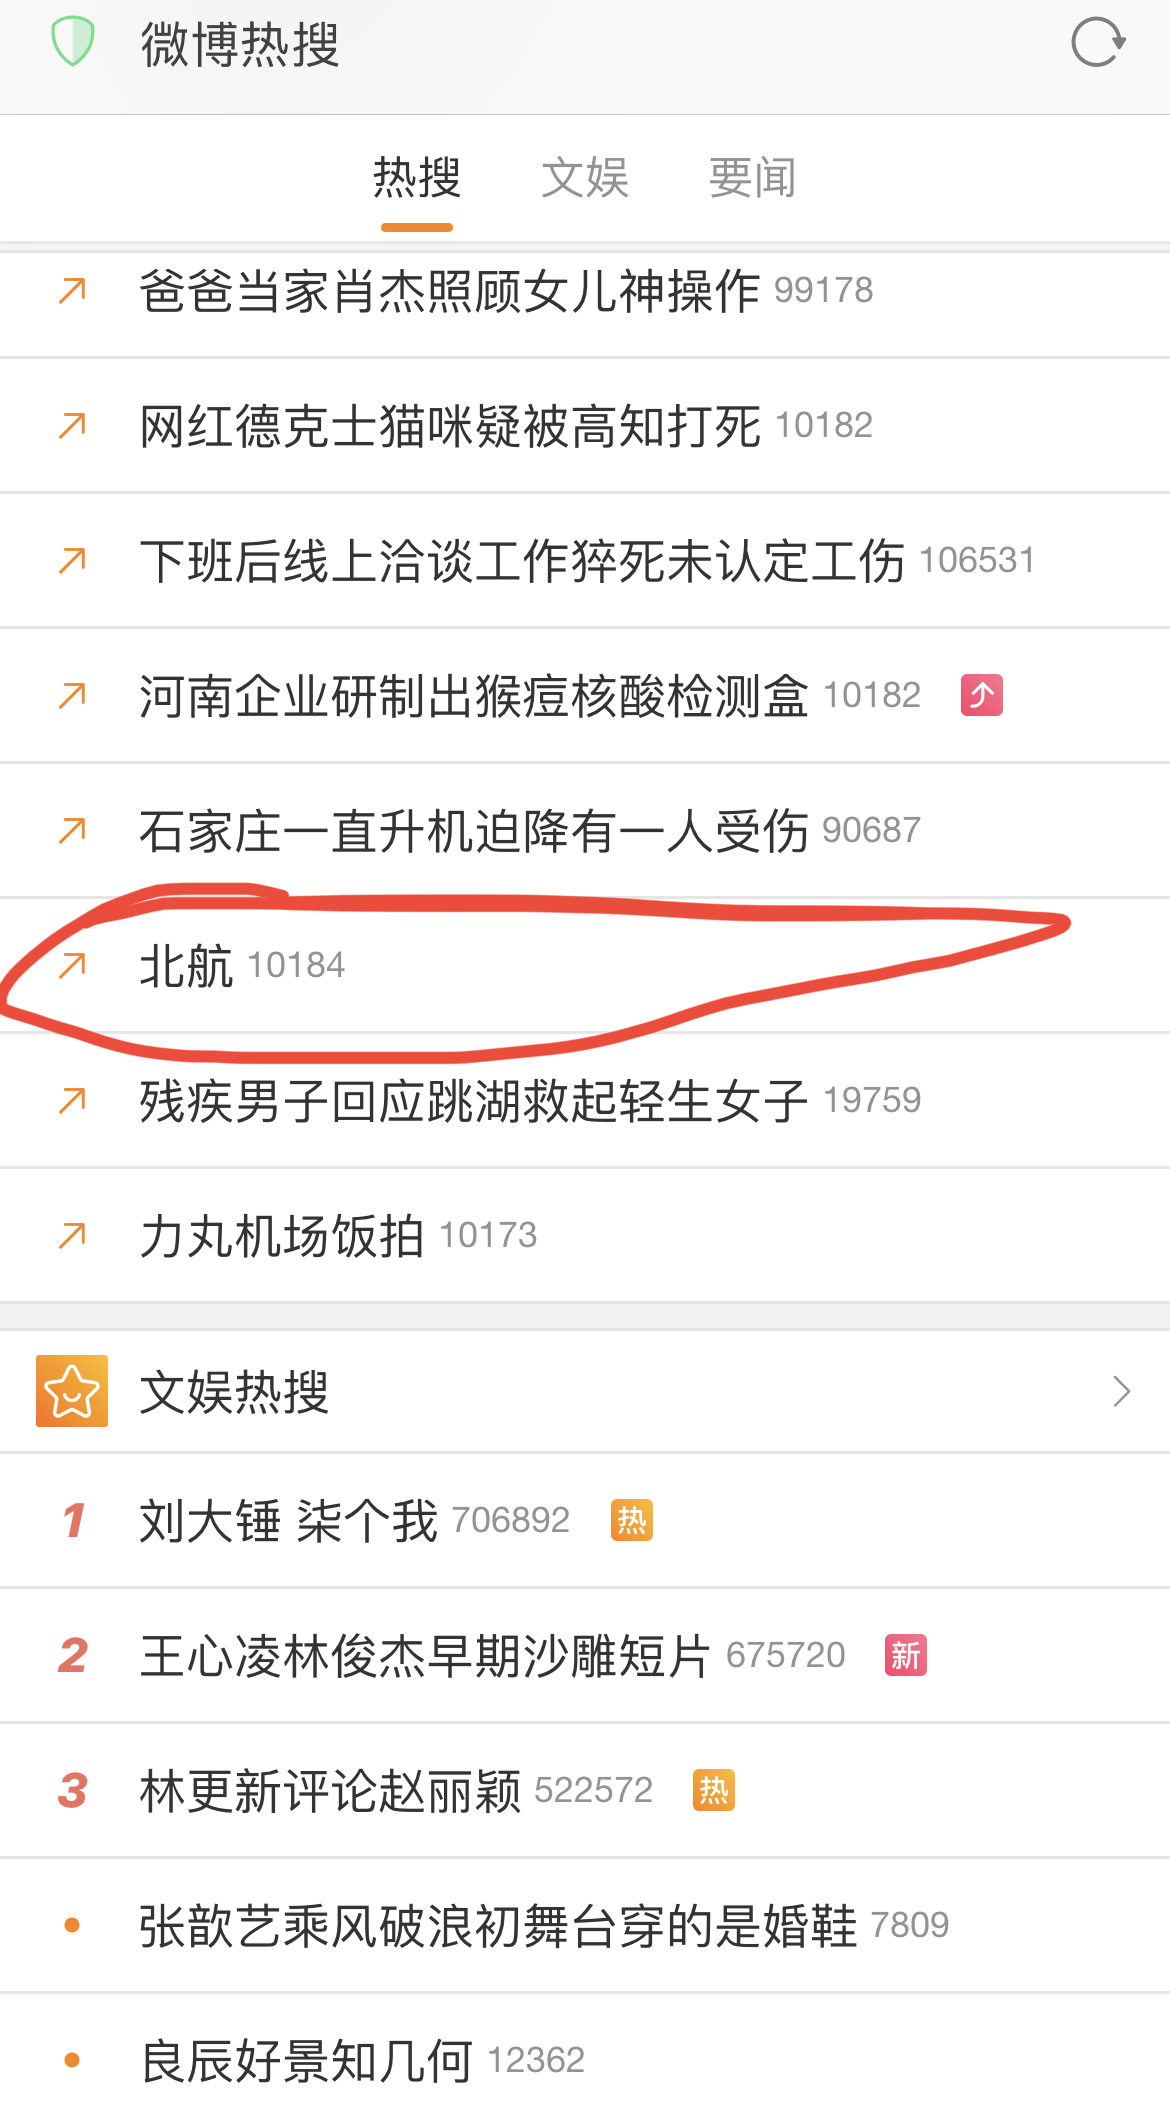 微博热搜
热搜 文娱 要闻
爸爸当家肖杰照顾女儿神操作 99178
网红德克士猫咪疑被高知打死 10182
下班后线上洽谈工作猝死未认定工伤 106531
河南企业研制出猴痘核酸检测盒 10182
石家庄一直升机迫降有一人受伤 90687
北航 10184
残疾男子回应跳湖救起轻生女子 19759
力丸机场饭拍 10173
文娱热搜
1 刘大锤 柒个我 706892 热
2 王心凌林俊杰早期沙雕短片 675720 新
3 林更新评论赵丽颖 522572 热
张歆艺乘风破浪初舞台穿的是婚鞋 7809
良辰好景知几何 12362